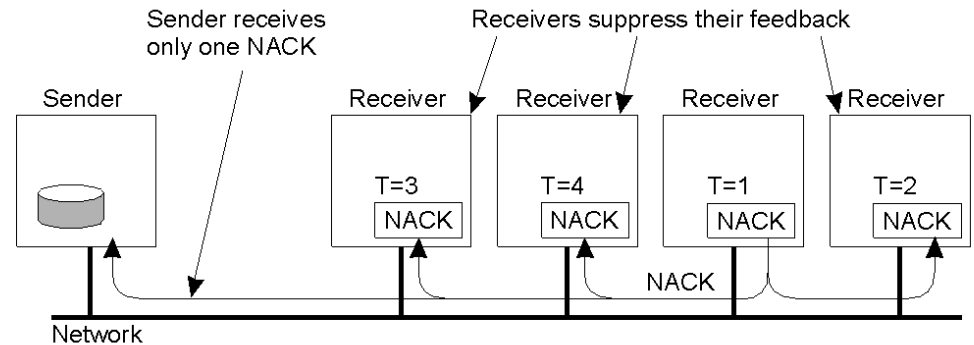 Sender receives
only one NACK
Receivers suppress their feedback
Sender
Receiver
Receiver
Receiver
Receiver
T=3
T=4
T=1
T=2
NACK
NACK
NACK
NACK
NACK
Network